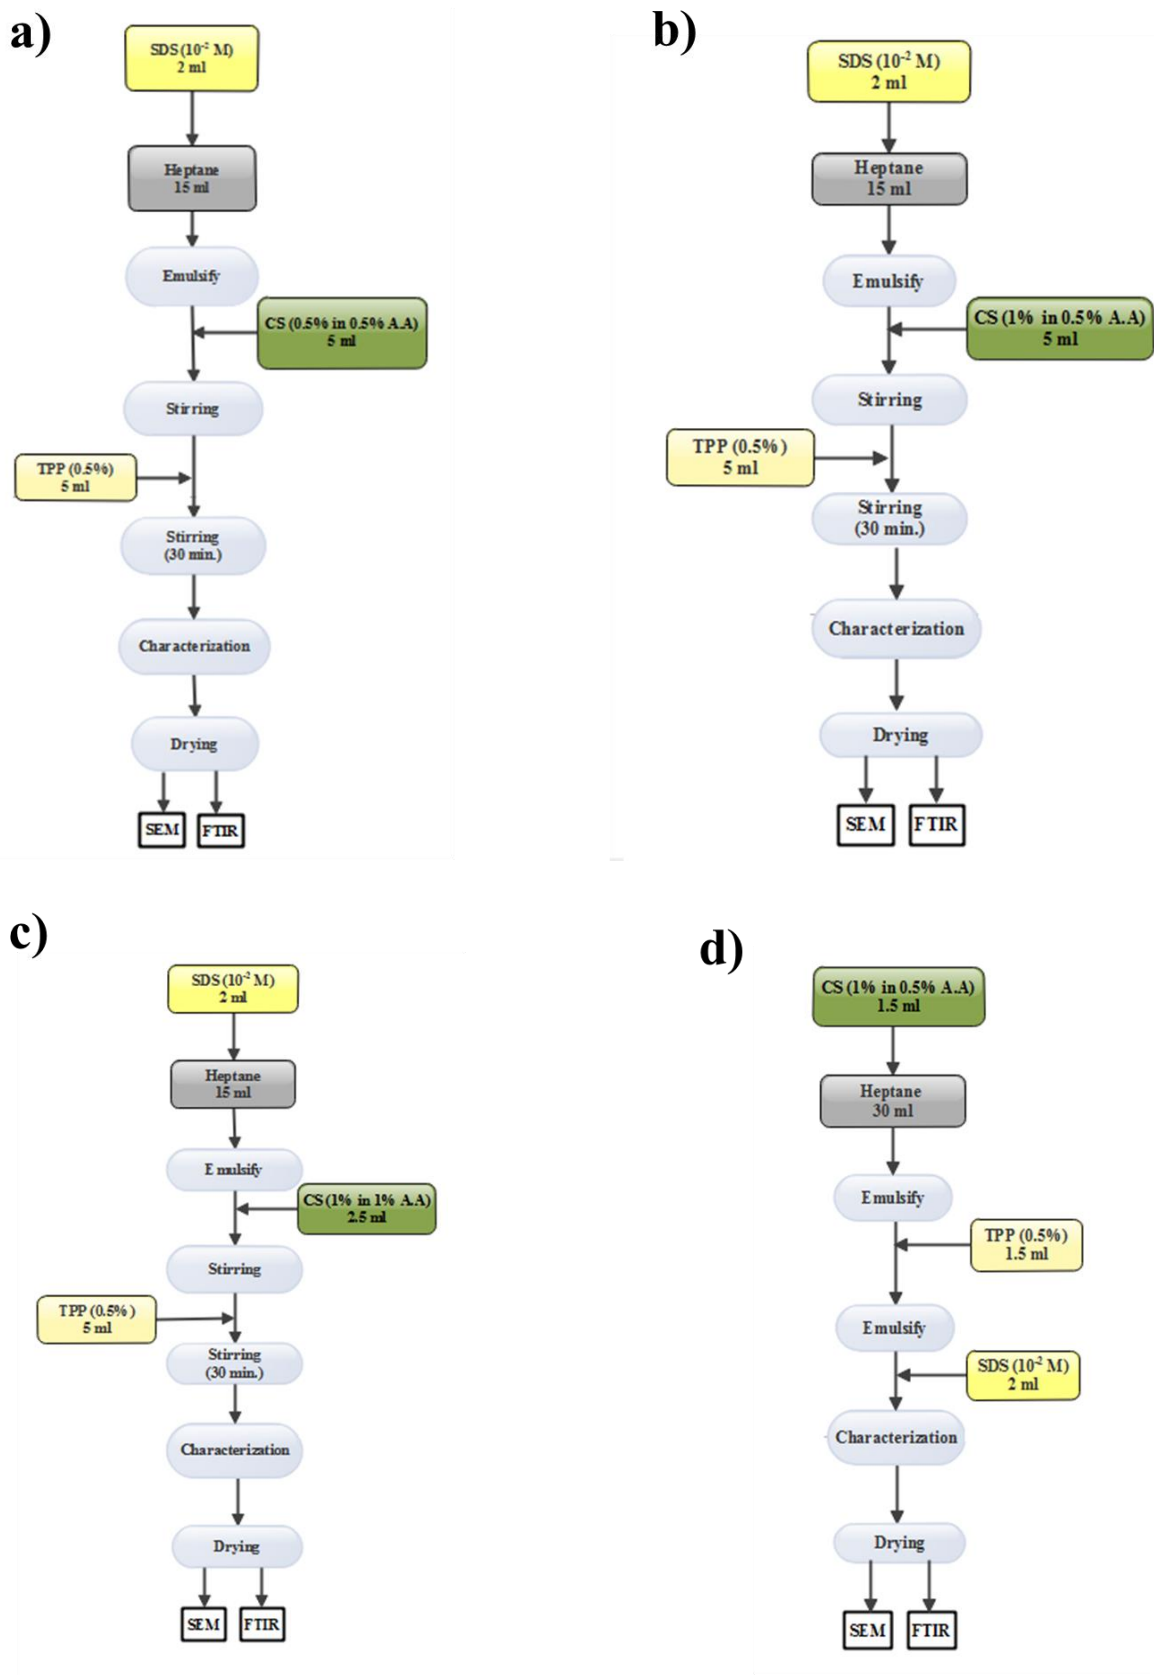 a)
SDS (10⁻² M)
2 ml
Heptane
15 ml
Emulsify
CS (0.5% in 0.5% A.A)
5 ml
Stirring
TPP (0.5%)
5 ml
Stirring
(30 min.)
Characterization
Drying
SEM
FTIR
b)
SDS (10⁻² M)
2 ml
Heptane
15 ml
Emulsify
CS (1% in 0.5% A.A)
5 ml
Stirring
TPP (0.5%)
5 ml
Stirring
(30 min.)
Characterization
Drying
SEM
FTIR
c)
SDS (10⁻² M)
2 ml
Heptane
15 ml
Emulsify
CS (1% in 1% A.A)
2.5 ml
Stirring
TPP (0.5%)
5 ml
Stirring
(30 min.)
Characterization
Drying
SEM
FTIR
d)
CS (1% in 0.5% A.A)
1.5 ml
Heptane
30 ml
Emulsify
TPP (0.5%)
1.5 ml
Emulsify
SDS (10⁻² M)
2 ml
Characterization
Drying
SEM
FTIR